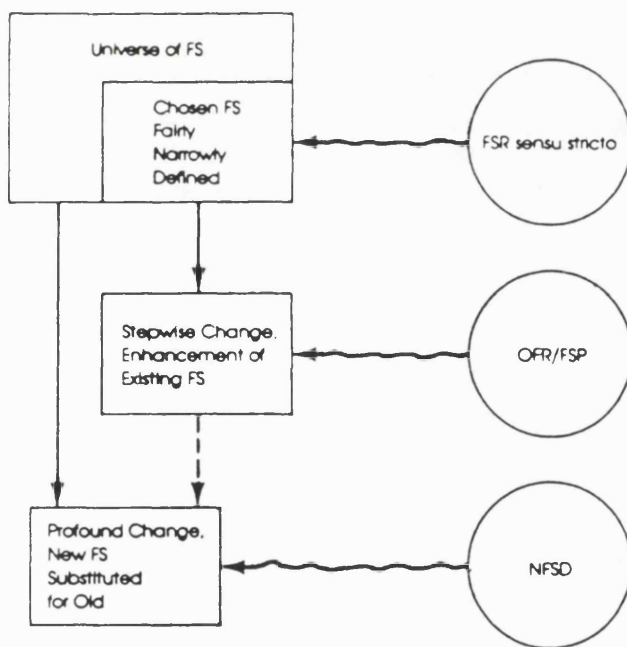 Universe of FS
Chosen FS
Fairly
Narrowly
Defined
FSR sensu stricto
Stepwise Change,
Enhancement of
Existing FS
OFR/FSP
Profound Change,
New FS
Substituted
for Old
NFSD